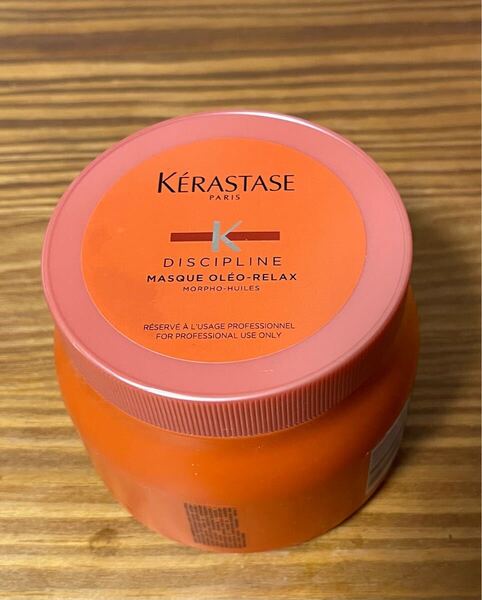 KÉRASTASE
PARIS
K
DISCIPLINE
MASQUE OLÉO-RELAX
MORPHO-HUILES
RÉSERVÉ À L'USAGE PROFESSIONNEL
FOR PROFESSIONAL USE ONLY